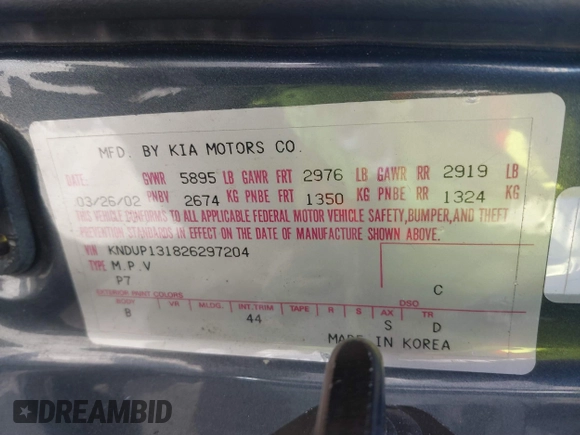 MFD. BY KIA MOTORS CO.
DATE: GVWR 5895 LB GAWR FRT 2976 LB GAWR RR 2919 LB
03/26/02 PNBV 2674 KG PNBE FRT 1350 KG PNBE RR 1324 KG
THIS VEHICLE CONFORMS TO ALL APPLICABLE FEDERAL MOTOR VEHICLE SAFETY,BUMPER,AND THEFT
PREVENTION STANDARDS IN EFFECT ON THE DATE OF MANUFACTURE SHOWN ABOVE.
VIN KNDUP131826297204
TYPE M.P.V
P7 C
EXTERIOR PAINT COLORS DSO
BODY VR MLDG. INT.TRIM TAPE R S AX TR
B 44 S D
MADE IN KOREA
DREAMBID